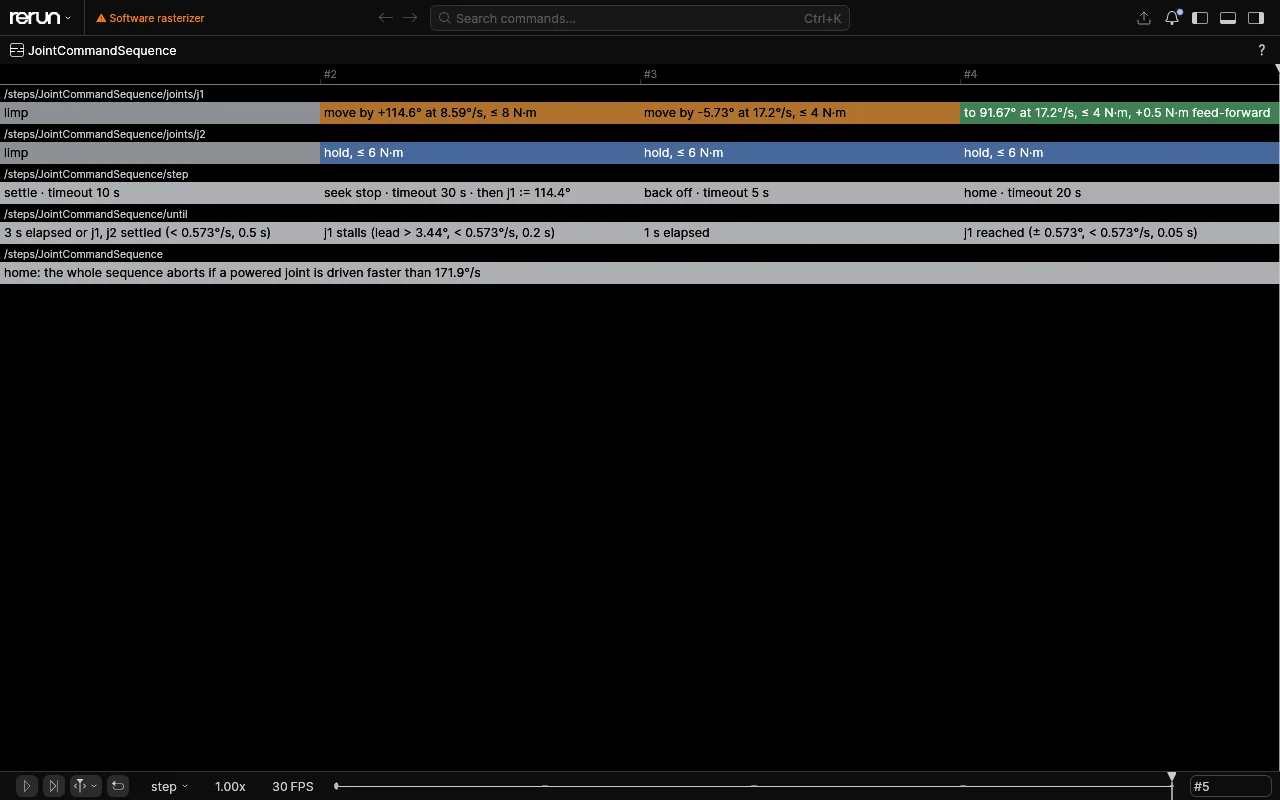 rerun Software rasterizer Search commands... Ctrl+K
JointCommandSequence ?
#2 #3 #4
/steps/JointCommandSequence/joints/j1
limp move by +114.6° at 8.59°/s, ≤ 8 N·m move by -5.73° at 17.2°/s, ≤ 4 N·m to 91.67° at 17.2°/s, ≤ 4 N·m, +0.5 N·m feed-forward
/steps/JointCommandSequence/joints/j2
limp hold, ≤ 6 N·m hold, ≤ 6 N·m hold, ≤ 6 N·m
/steps/JointCommandSequence/step
settle · timeout 10 s seek stop · timeout 30 s · then j1 := 114.4° back off · timeout 5 s home · timeout 20 s
/steps/JointCommandSequence/until
3 s elapsed or j1, j2 settled (< 0.573°/s, 0.5 s) j1 stalls (lead > 3.44°, < 0.573°/s, 0.2 s) 1 s elapsed j1 reached (± 0.573°, < 0.573°/s, 0.05 s)
/steps/JointCommandSequence
home: the whole sequence aborts if a powered joint is driven faster than 171.9°/s
step 1.00x 30 FPS #5